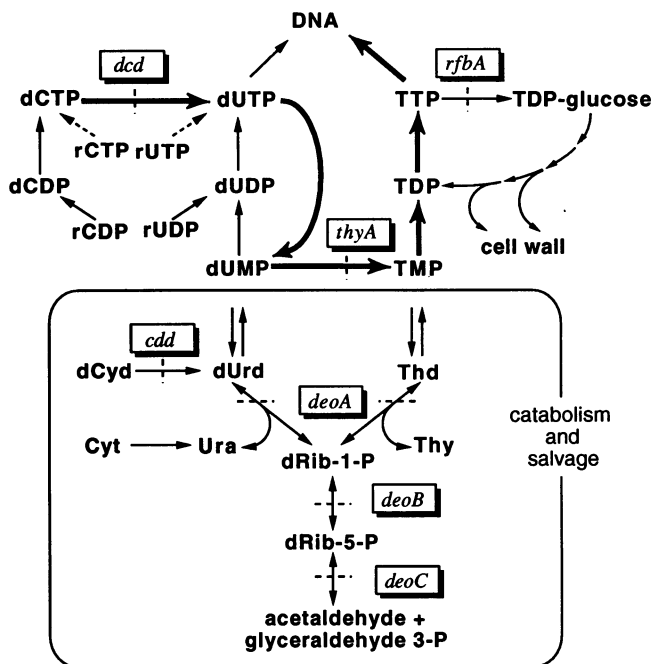 DNA
dcd
rfbA
dCTP
dUTP
TTP
TDP-glucose
rCTP
rUTP
dCDP
dUDP
TDP
rCDP
rUDP
thyA
cell wall
dUMP
TMP
cdd
dCyd
dUrd
Thd
deoA
catabolism
and
salvage
Cyt
Ura
Thy
dRib-1-P
deoB
dRib-5-P
deoC
acetaldehyde +
glyceraldehyde 3-P